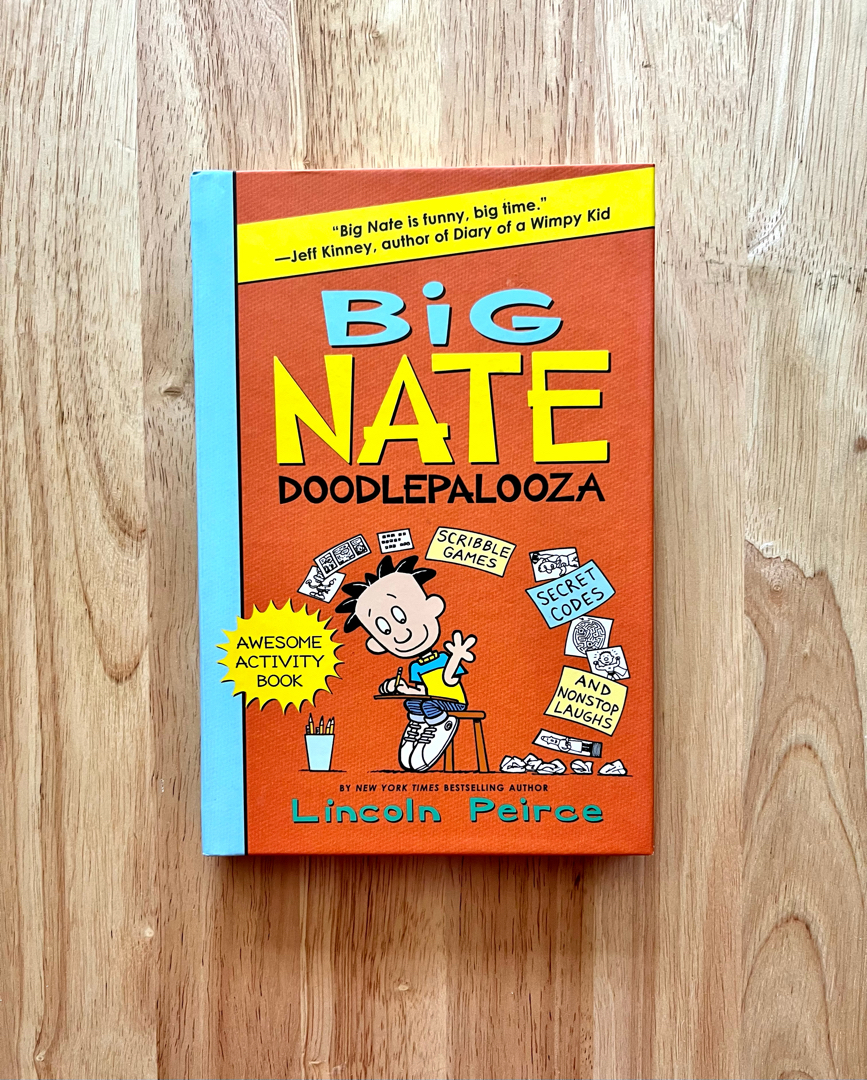 “Big Nate is funny, big time.”
—Jeff Kinney, author of Diary of a Wimpy Kid
BiG
NATE
DOODLEPALOOZA
SCRIBBLE
GAMES
SECRET
CODES
AND
NONSTOP
LAUGHS
AWESOME
ACTIVITY
BOOK
BY NEW YORK TIMES BESTSELLING AUTHOR
Lincoln Peirce